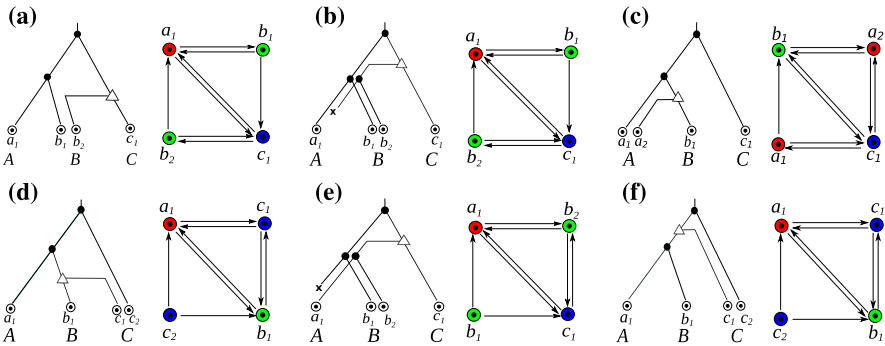 (a)
a₁ b₁
b₂ c₁
a₁ b₁ b₂ c₁
A B C
(b)
a₁ b₁
b₂ c₁
x
a₁ b₁ b₂ c₁
A B C
(c)
b₁ a₂
a₁ c₁
a₁ a₂ b₁ c₁
A B C
(d)
a₁ c₁
c₂ b₁
a₁ b₁ c₁ c₂
A B C
(e)
a₁ b₂
b₁ c₁
x
a₁ b₁ b₂ c₁
A B C
(f)
a₁ c₁
c₂ b₁
a₁ b₁ c₁ c₂
A B C